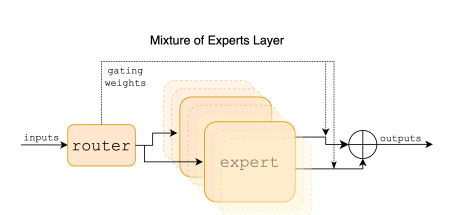 Mixture of Experts Layer
gating
weights
inputs
router
expert
outputs